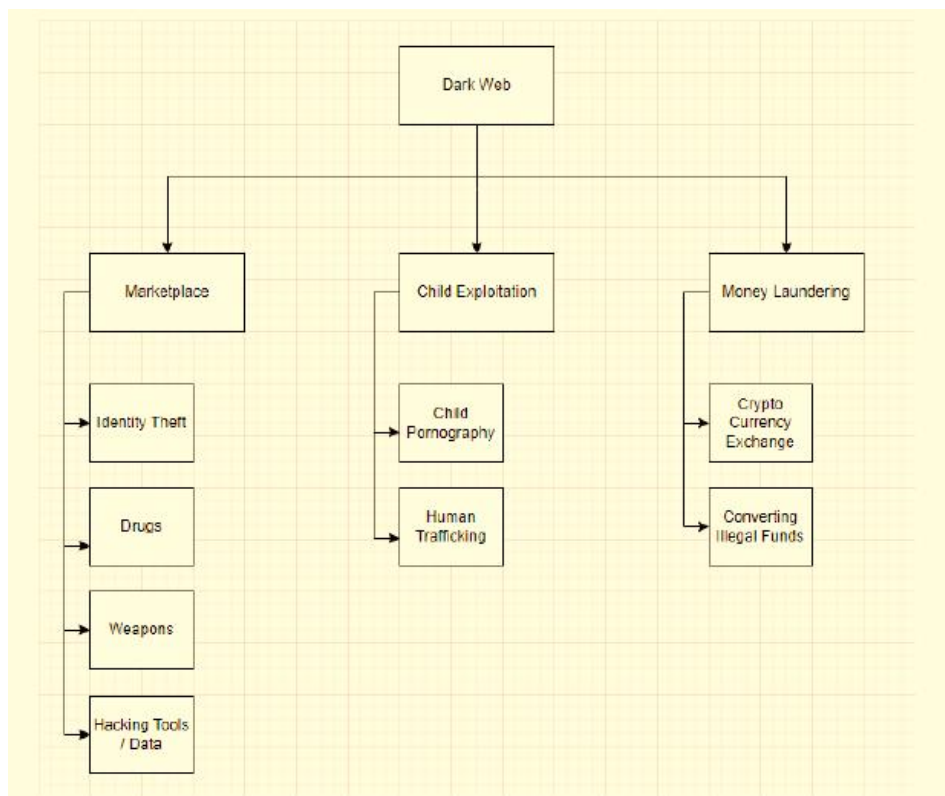 Dark Web
Marketplace
Child Exploitation
Money Laundering
Identity Theft
Drugs
Weapons
Hacking Tools
/ Data
Child
Pornography
Human
Trafficking
Crypto
Currency
Exchange
Converting
Illegal Funds